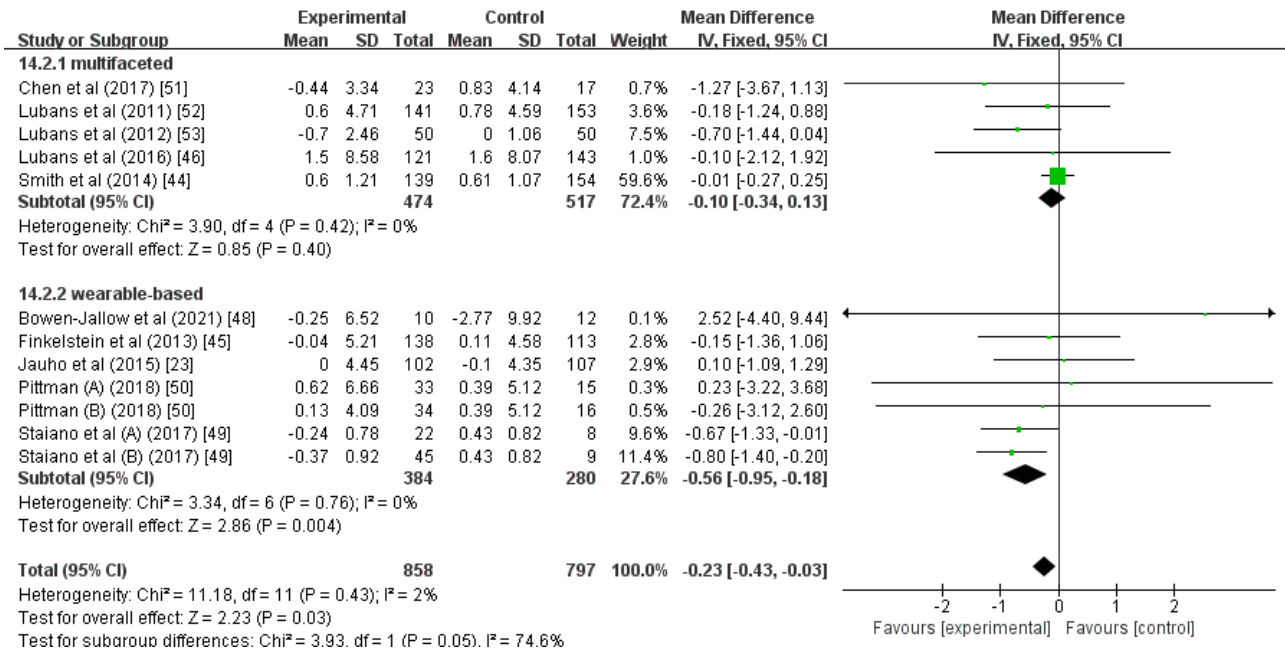 Experimental Control Mean Difference Mean Difference
Study or Subgroup Mean SD Total Mean SD Total Weight IV, Fixed, 95% CI IV, Fixed, 95% CI
14.2.1 multifaceted
Chen et al (2017) [51] -0.44 3.34 23 0.83 4.14 17 0.7% -1.27 [-3.67, 1.13]
Lubans et al (2011) [52] 0.6 4.71 141 0.78 4.59 153 3.6% -0.18 [-1.24, 0.88]
Lubans et al (2012) [53] -0.7 2.46 50 0 1.06 50 7.5% -0.70 [-1.44, 0.04]
Lubans et al (2016) [46] 1.5 8.58 121 1.6 8.07 143 1.0% -0.10 [-2.12, 1.92]
Smith et al (2014) [44] 0.6 1.21 139 0.61 1.07 154 59.6% -0.01 [-0.27, 0.25]
Subtotal (95% CI) 474 517 72.4% -0.10 [-0.34, 0.13]
Heterogeneity: Chi² = 3.90, df = 4 (P = 0.42); I² = 0%
Test for overall effect: Z = 0.85 (P = 0.40)
14.2.2 wearable-based
Bowen-Jallow et al (2021) [48] -0.25 6.52 10 -2.77 9.92 12 0.1% 2.52 [-4.40, 9.44]
Finkelstein et al (2013) [45] -0.04 5.21 138 0.11 4.58 113 2.8% -0.15 [-1.36, 1.06]
Jauho et al (2015) [23] 0 4.45 102 -0.1 4.35 107 2.9% 0.10 [-1.09, 1.29]
Pittman (A) (2018) [50] 0.62 6.66 33 0.39 5.12 15 0.3% 0.23 [-3.22, 3.68]
Pittman (B) (2018) [50] 0.13 4.09 34 0.39 5.12 16 0.5% -0.26 [-3.12, 2.60]
Staiano et al (A) (2017) [49] -0.24 0.78 22 0.43 0.82 8 9.6% -0.67 [-1.33, -0.01]
Staiano et al (B) (2017) [49] -0.37 0.92 45 0.43 0.82 9 11.4% -0.80 [-1.40, -0.20]
Subtotal (95% CI) 384 280 27.6% -0.56 [-0.95, -0.18]
Heterogeneity: Chi² = 3.34, df = 6 (P = 0.76); I² = 0%
Test for overall effect: Z = 2.86 (P = 0.004)
Total (95% CI) 858 797 100.0% -0.23 [-0.43, -0.03]
Heterogeneity: Chi² = 11.18, df = 11 (P = 0.43); I² = 2%
Test for overall effect: Z = 2.23 (P = 0.03)
Test for subgroup differences: Chi² = 3.93, df = 1 (P = 0.05), I² = 74.6%
-2 -1 0 1 2
Favours [experimental] Favours [control]